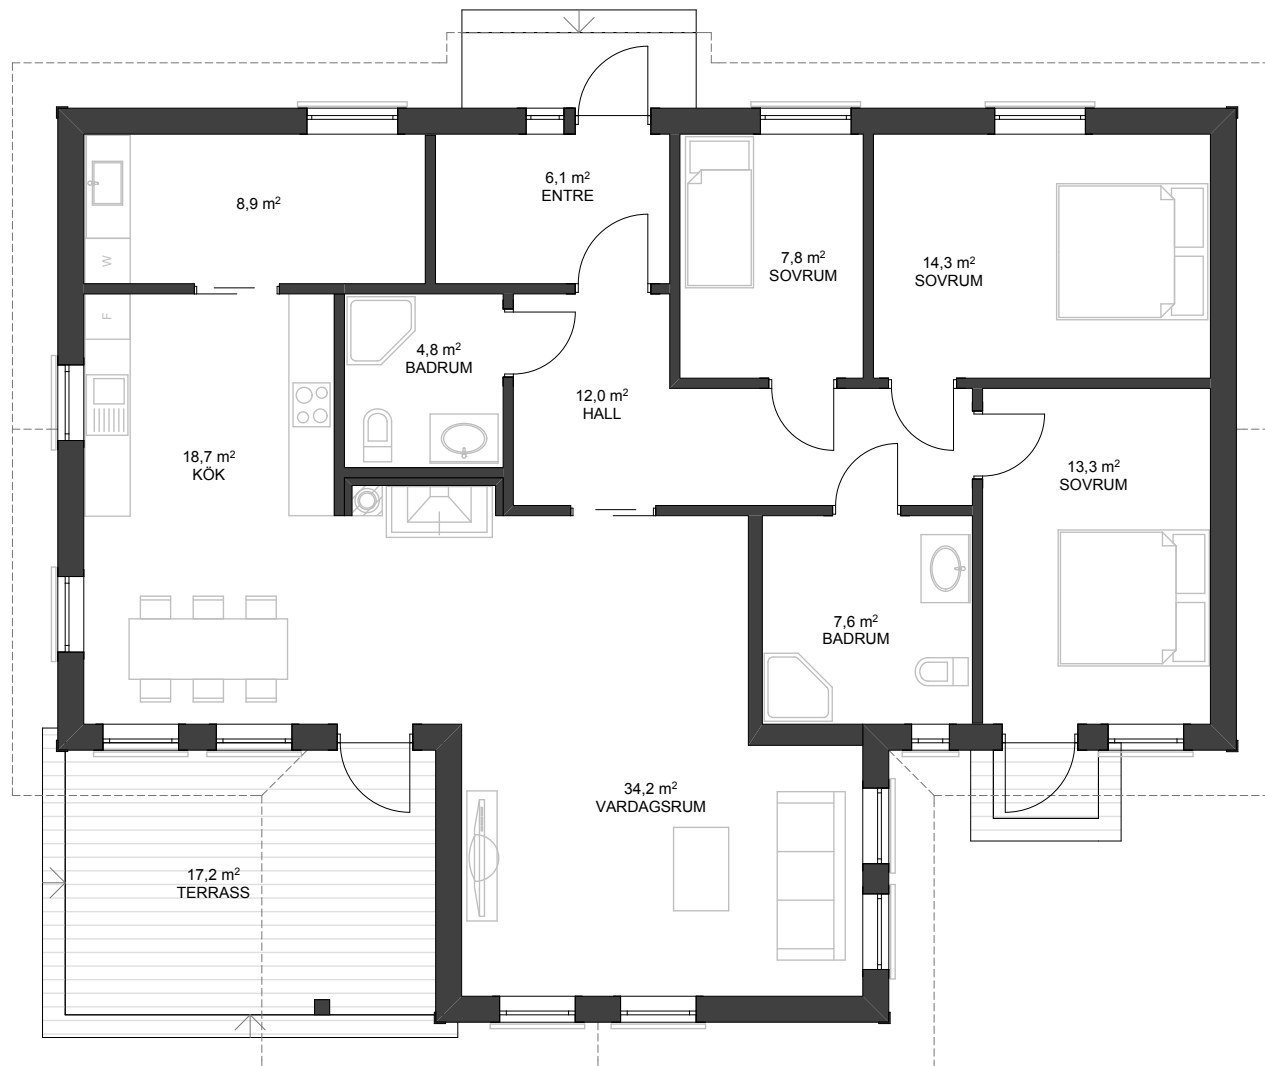 6,1 m²
ENTRE
8,9 m²
W
7,8 m²
SOVRUM
14,3 m²
SOVRUM
F
4,8 m²
BADRUM
12,0 m²
HALL
18,7 m²
KÖK
13,3 m²
SOVRUM
7,6 m²
BADRUM
34,2 m²
VARDAGSRUM
17,2 m²
TERRASS